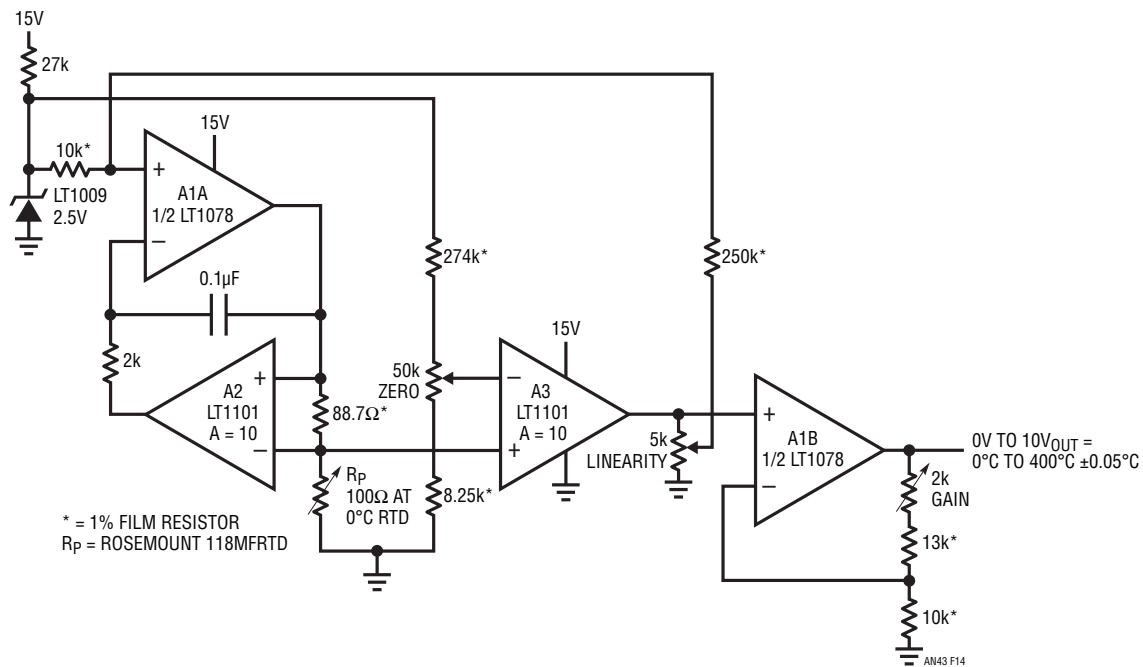 15V
27k
10k*
LT1009
2.5V
+
A1A
1/2 LT1078
–
15V
0.1µF
2k
A2
LT1101
A = 10
+
–
88.7Ω*
RP
100Ω AT
0°C RTD
274k*
50k
ZERO
8.25k*
15V
–
A3
LT1101
A = 10
+
250k*
5k
LINEARITY
+
A1B
1/2 LT1078
–
0V TO 10VOUT =
0°C TO 400°C ±0.05°C
2k
GAIN
13k*
10k*
* = 1% FILM RESISTOR
RP = ROSEMOUNT 118MFRTD
AN43 F14